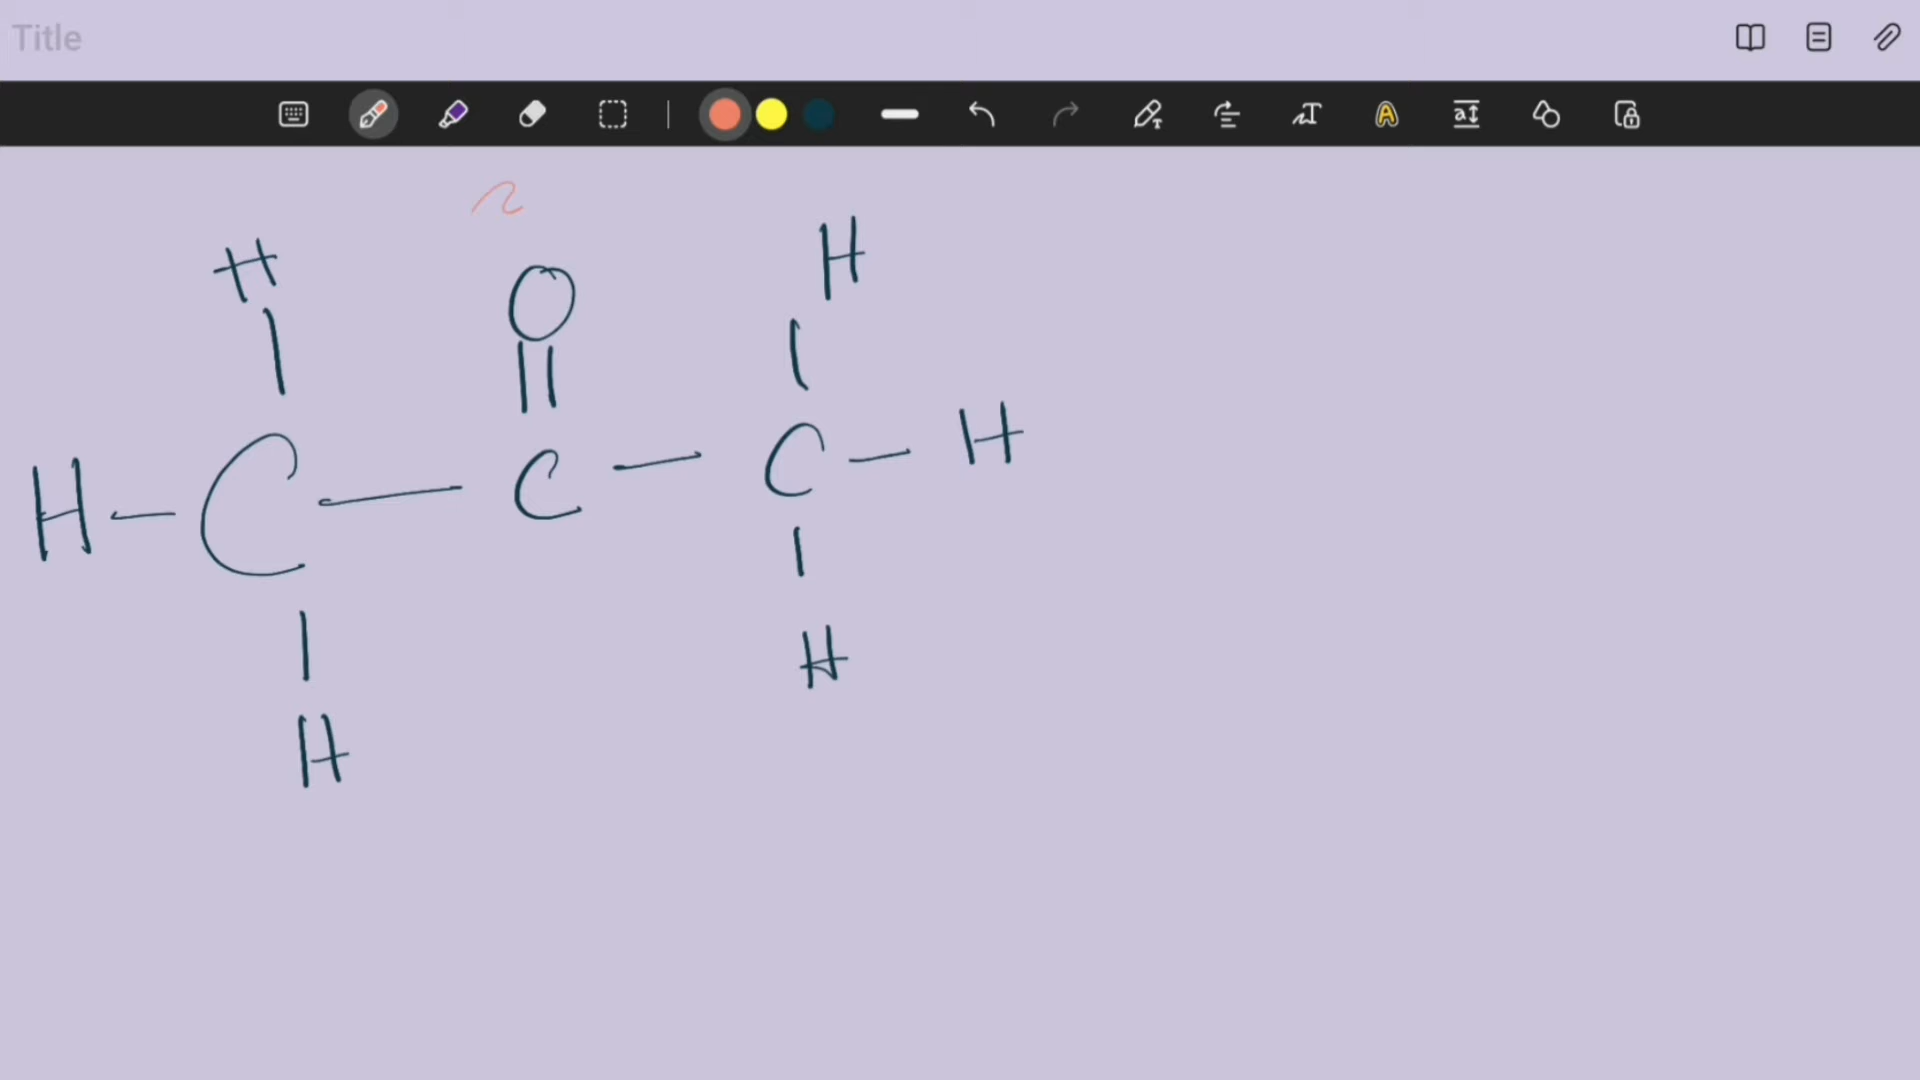 Title
H O H
H - C - C - C - H
H H